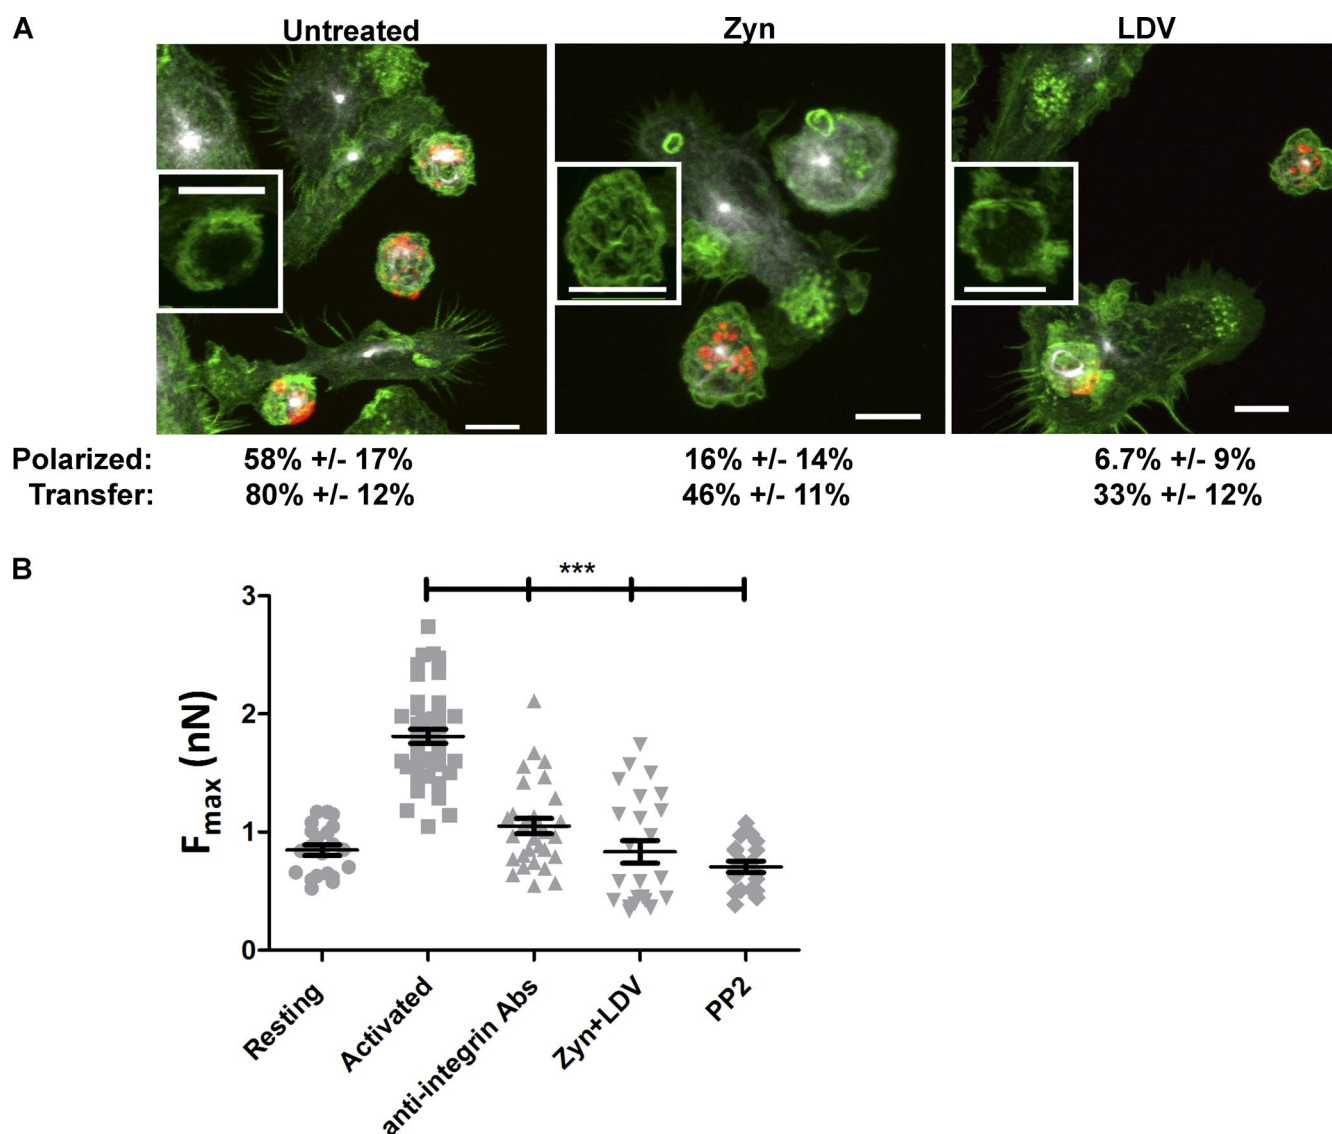 A
Untreated Zyn LDV
Polarized: 58% +/- 17% 16% +/- 14% 6.7% +/- 9%
Transfer: 80% +/- 12% 46% +/- 11% 33% +/- 12%
B
***
3
2
1
0
Fmax (nN)
Resting
Activated
anti-integrin Abs
Zyn+LDV
PP2